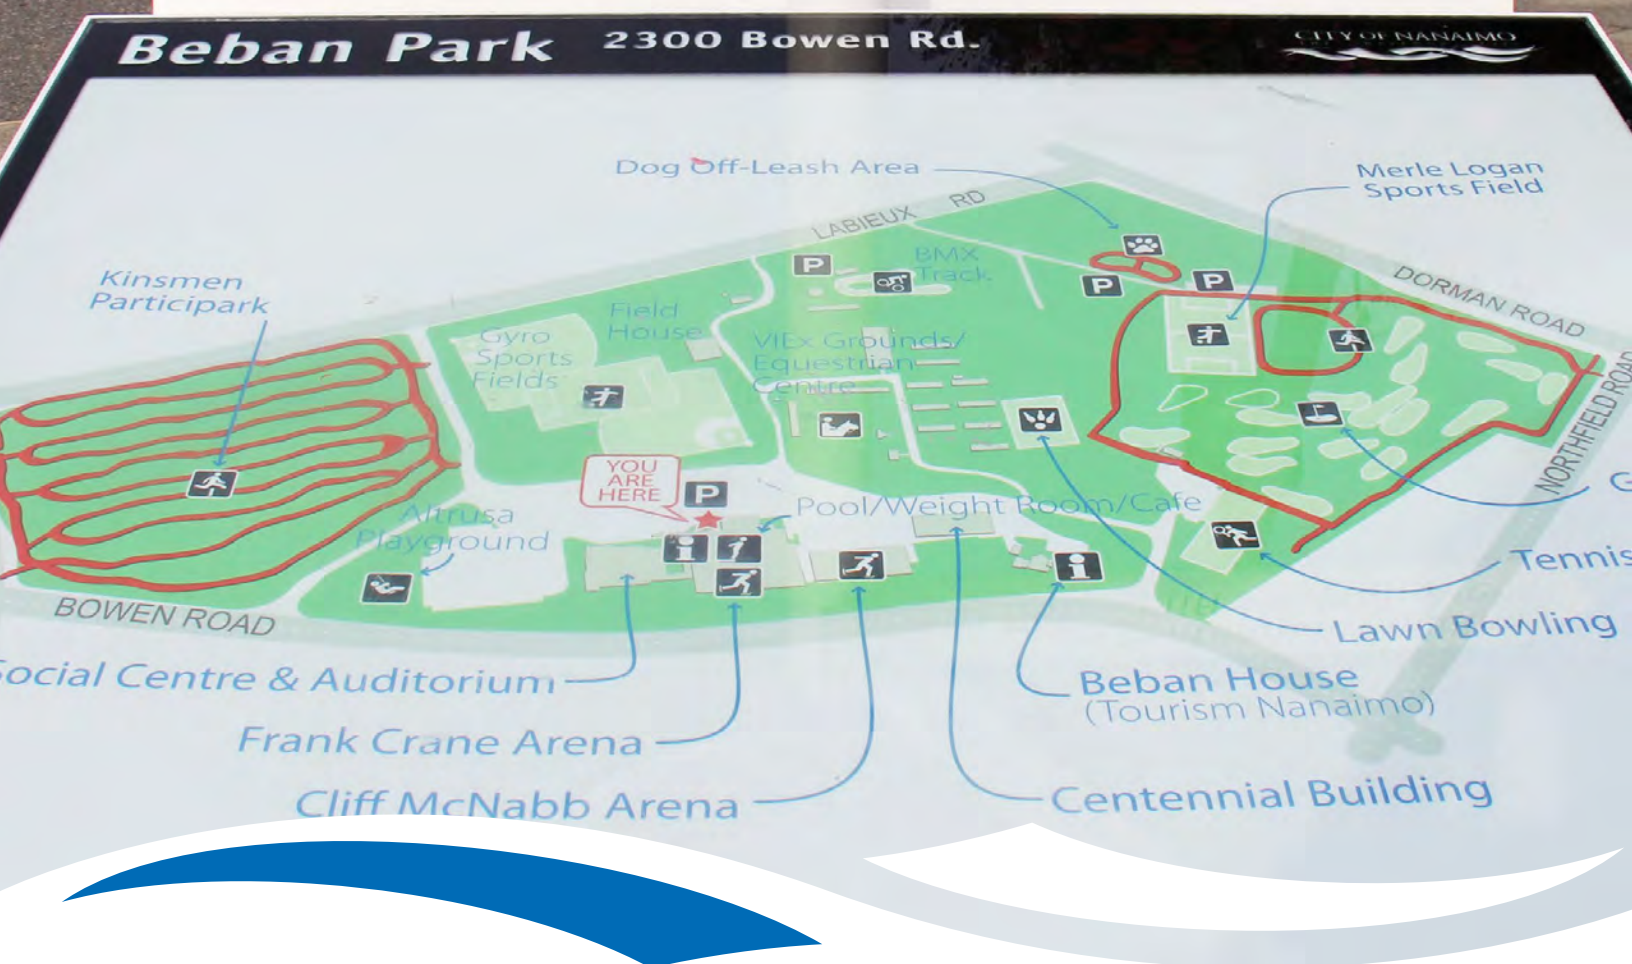 Beban Park 2300 Bowen Rd.
CITY OF NANAIMO
Dog Off-Leash Area
Merle Logan
Sports Field
LABIEUX RD
DORMAN ROAD
NORTHFIELD ROAD
Kinsmen
Participark
BMX
Track
Field
House
Gyro
Sports
Fields
VIEx Grounds/
Equestrian
Centre
P
P
P
P
YOU
ARE
HERE
Pool/Weight Room/Cafe
Altrusa
Playground
i
i
G
Tennis
BOWEN ROAD
Lawn Bowling
Social Centre & Auditorium
Beban House
(Tourism Nanaimo)
Frank Crane Arena
Cliff McNabb Arena
Centennial Building